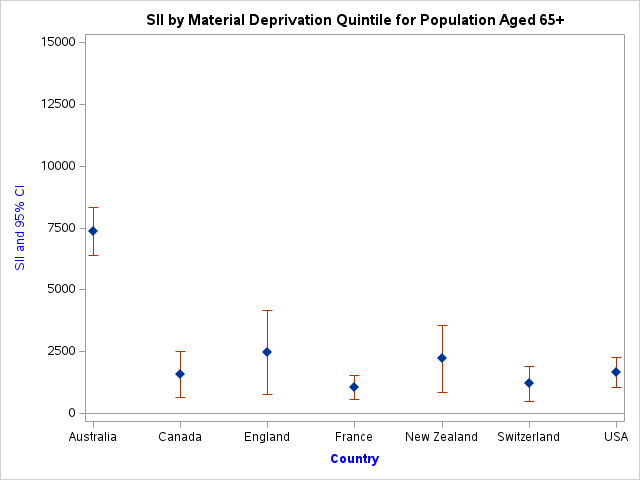 SII by Material Deprivation Quintile for Population Aged 65+
15000
12500
10000
7500
5000
2500
0
SII and 95% CI
Australia Canada England France New Zealand Switzerland USA
Country